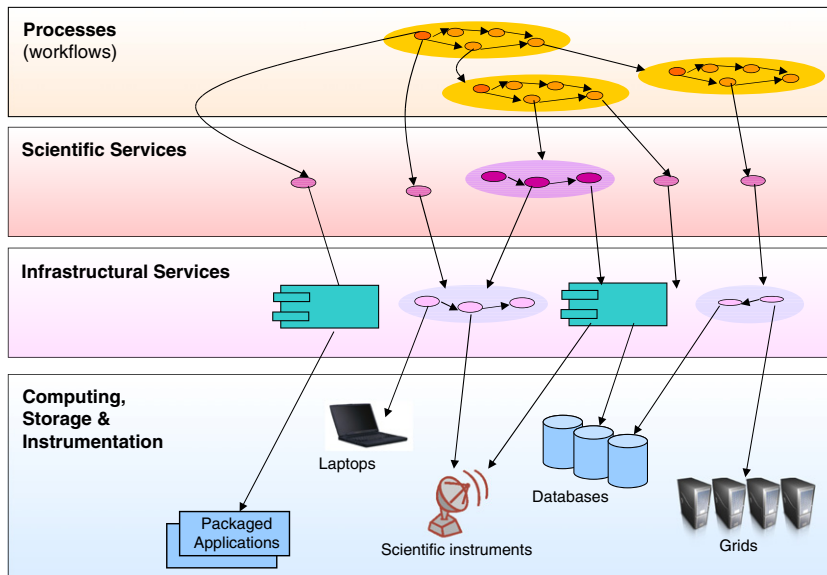 Processes
(workflows)
Scientific Services
Infrastructural Services
Computing,
Storage &
Instrumentation
Laptops
Databases
Packaged
Applications
Scientific instruments
Grids